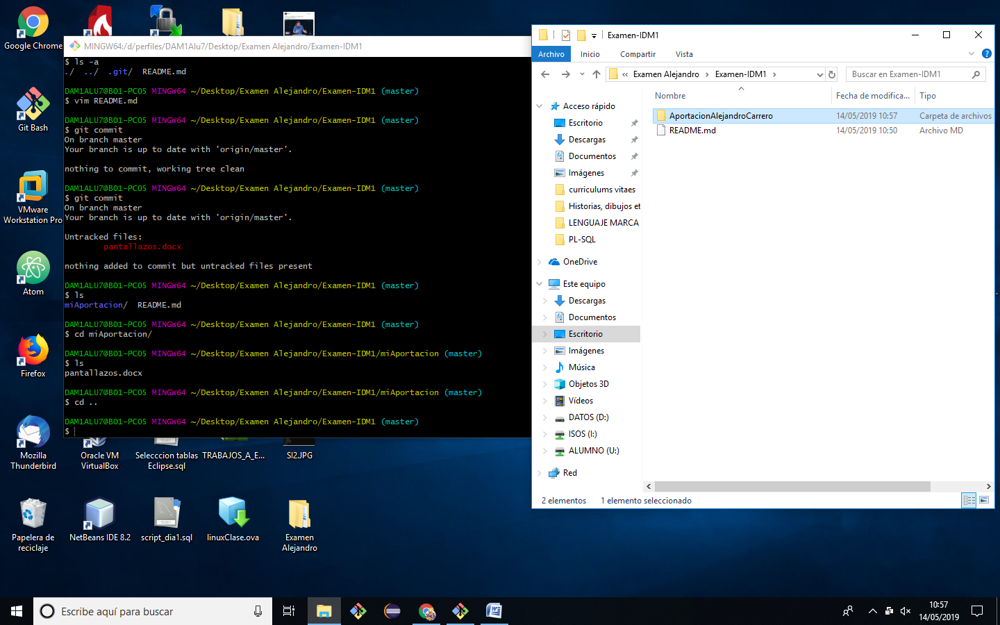 Google Chrome
Git Bash
VMware
Workstation Pro
Atom
Firefox
Mozilla
Thunderbird
Oracle VM
VirtualBox
Selecccion tablas
Eclipse.sql
TRABAJOS_A_E...
SI2.JPG
Papelera de
reciclaje
NetBeans IDE 8.2
script_dia1.sql
linuxClase.ova
Examen
Alejandro
MINGW64:/d/perfiles/DAM1Alu7/Desktop/Examen Alejandro/Examen-IDM1
$ ls -a
./  ../  .git/  README.md
DAM1ALU7@B01-PC05 MINGW64 ~/Desktop/Examen Alejandro/Examen-IDM1 (master)
$ vim README.md
DAM1ALU7@B01-PC05 MINGW64 ~/Desktop/Examen Alejandro/Examen-IDM1 (master)
$ git commit
On branch master
Your branch is up to date with 'origin/master'.
nothing to commit, working tree clean
DAM1ALU7@B01-PC05 MINGW64 ~/Desktop/Examen Alejandro/Examen-IDM1 (master)
$ git commit
On branch master
Your branch is up to date with 'origin/master'.
Untracked files:
pantallazos.docx
nothing added to commit but untracked files present
DAM1ALU7@B01-PC05 MINGW64 ~/Desktop/Examen Alejandro/Examen-IDM1 (master)
$ ls
miAportacion/  README.md
DAM1ALU7@B01-PC05 MINGW64 ~/Desktop/Examen Alejandro/Examen-IDM1 (master)
$ cd miAportacion/
DAM1ALU7@B01-PC05 MINGW64 ~/Desktop/Examen Alejandro/Examen-IDM1/miAportacion (master)
$ ls
pantallazos.docx
DAM1ALU7@B01-PC05 MINGW64 ~/Desktop/Examen Alejandro/Examen-IDM1/miAportacion (master)
$ cd ..
DAM1ALU7@B01-PC05 MINGW64 ~/Desktop/Examen Alejandro/Examen-IDM1 (master)
$
Examen-IDM1
Archivo Inicio Compartir Vista
« Examen Alejandro > Examen-IDM1 >
Buscar en Examen-IDM1
Acceso rápido
Escritorio
Descargas
Documentos
Imágenes
curriculums vitaes
Historias, dibujos et
LENGUAJE MARCA
PL-SQL
OneDrive
Este equipo
Descargas
Documentos
Escritorio
Imágenes
Música
Objetos 3D
Vídeos
DATOS (D:)
ISOS (I:)
ALUMNO (U:)
Red
Nombre Fecha de modifica... Tipo
AportacionAlejandroCarrero 14/05/2019 10:57 Carpeta de archivos
README.md 14/05/2019 10:50 Archivo MD
2 elementos 1 elemento seleccionado
Escribe aquí para buscar
10:57
14/05/2019